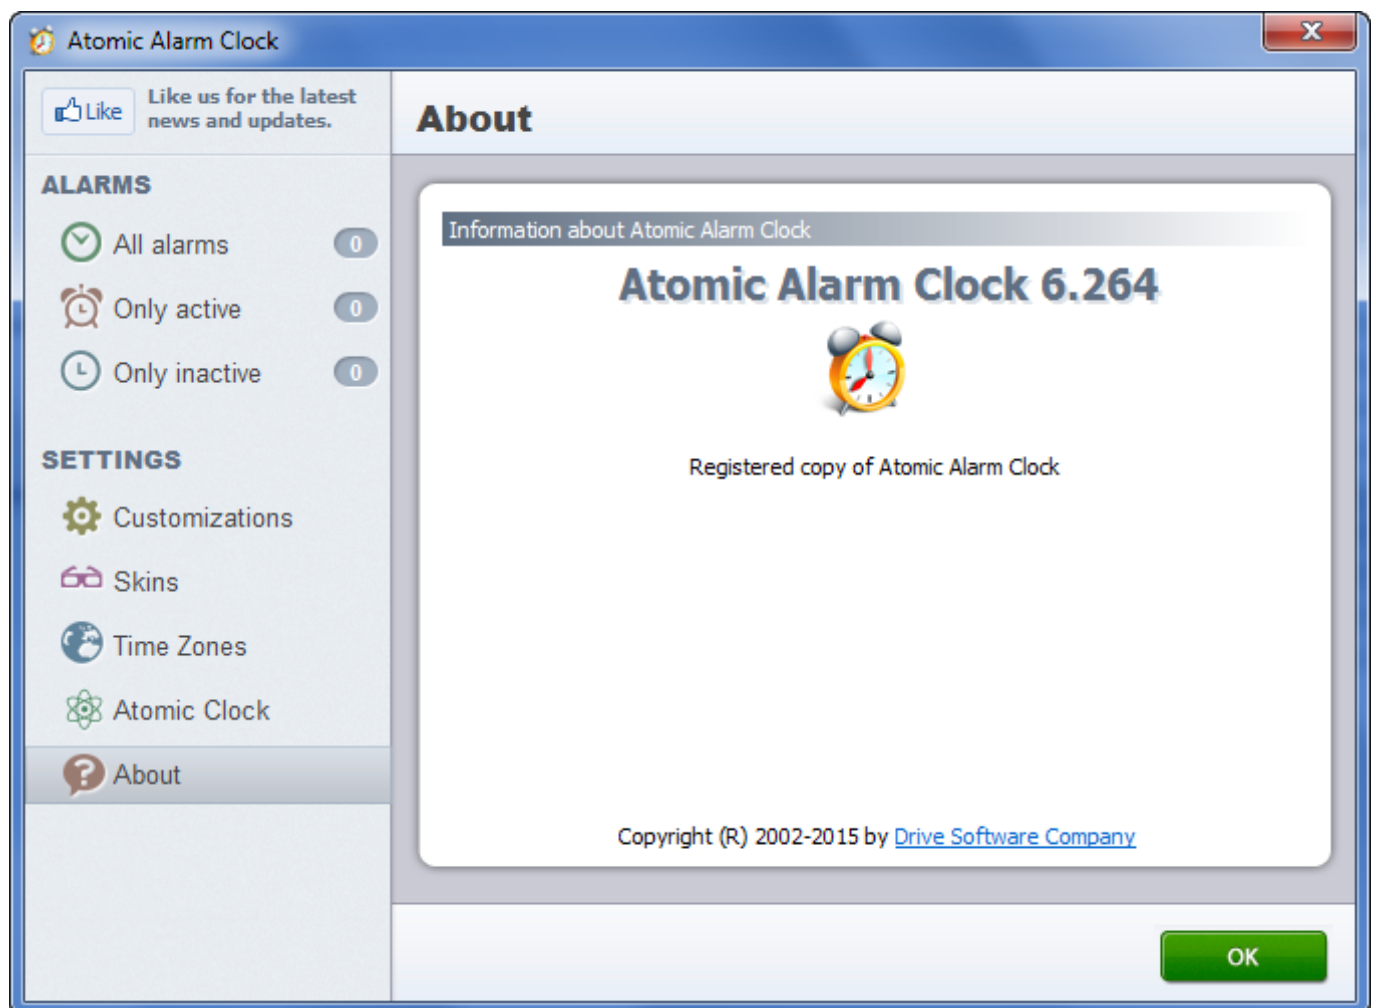 Atomic Alarm Clock
Like
Like us for the latest
news and updates.
ALARMS
All alarms 0
Only active 0
Only inactive 0
SETTINGS
Customizations
Skins
Time Zones
Atomic Clock
About
About
Information about Atomic Alarm Clock
Atomic Alarm Clock 6.264
Registered copy of Atomic Alarm Clock
Copyright (R) 2002-2015 by Drive Software Company
OK